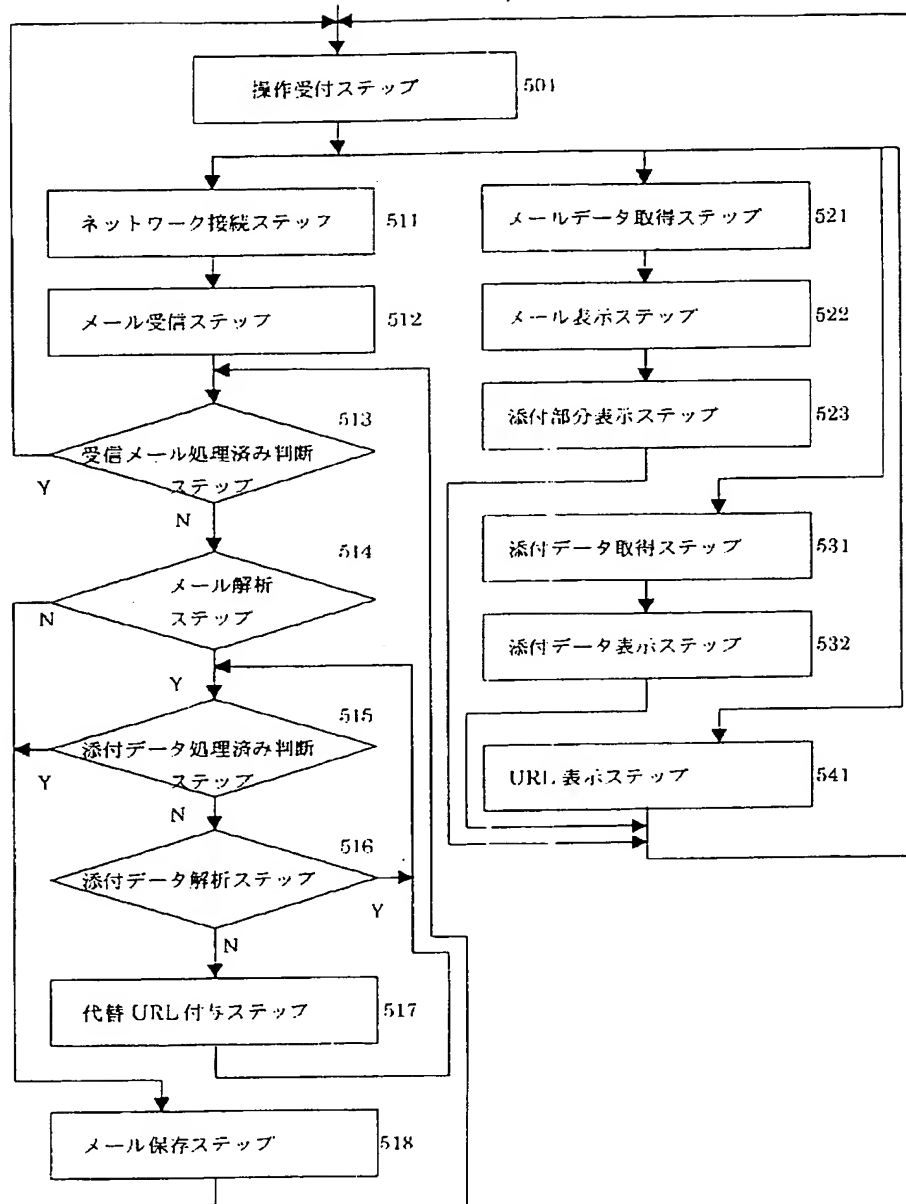 操作受付ステップ
501
ネットワーク接続ステップ
511
メール受信ステップ
512
513
受信メール処理済み判断
ステップ
Y
N
514
メール解析
ステップ
N
Y
515
添付データ処理済み判断
ステップ
Y
N
516
添付データ解析ステップ
Y
N
代替URL付与ステップ
517
メール保存ステップ
518
メールデータ取得ステップ
521
メール表示ステップ
522
添付部分表示ステップ
523
添付データ取得ステップ
531
添付データ表示ステップ
532
URL表示ステップ
541